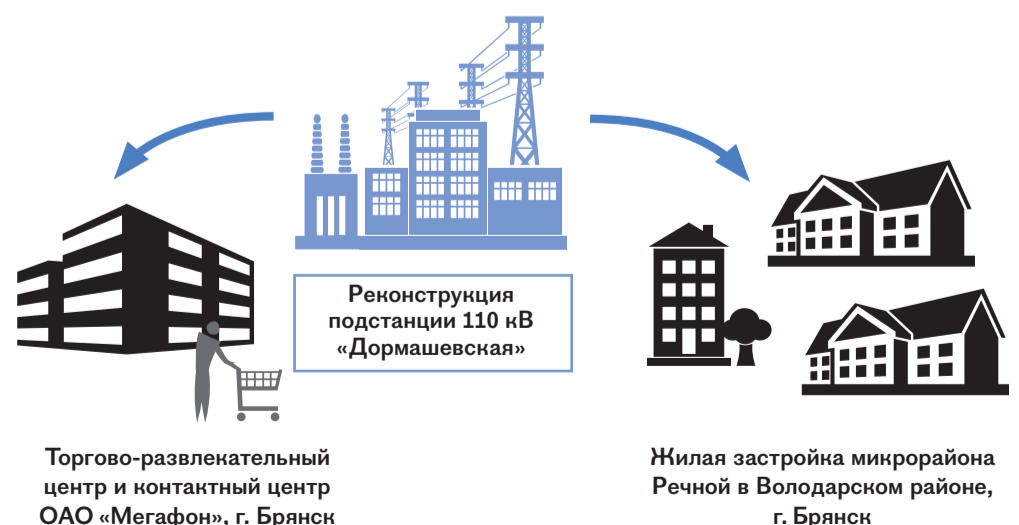 Реконструкция
подстанции 110 кВ
«Дормашевская»
Торгово-развлекательный
центр и контактный центр
ОАО «Мегафон», г. Брянск
Жилая застройка микрорайона
Речной в Володарском районе,
г. Брянск